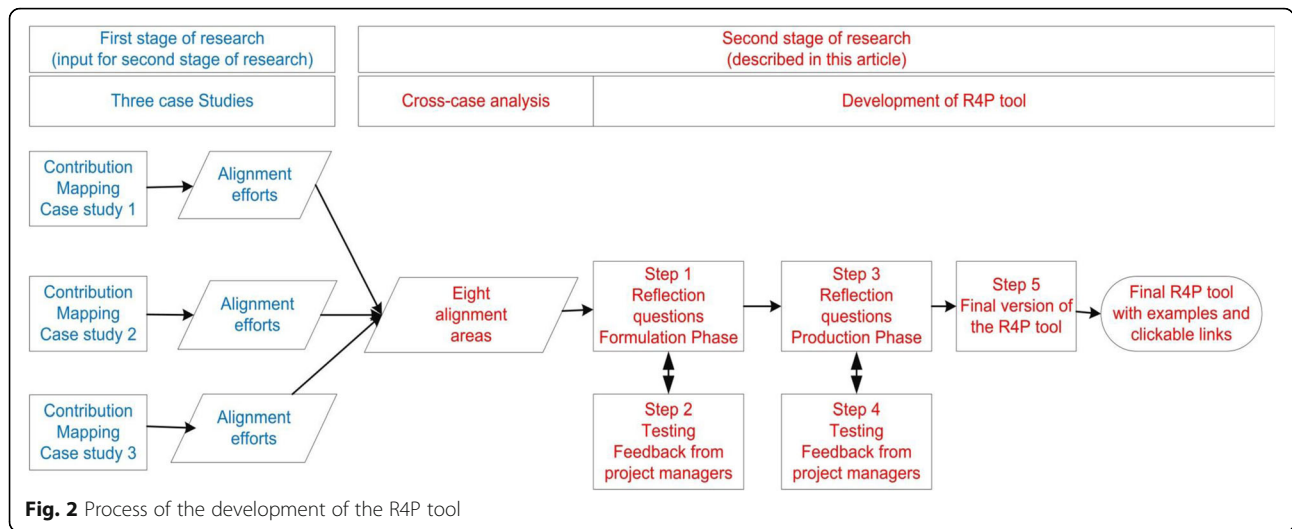 First stage of research
(input for second stage of research)
Second stage of research
(described in this article)
Three case Studies
Cross-case analysis
Development of R4P tool
Contribution
Mapping
Case study 1
Alignment
efforts
Contribution
Mapping
Case study 2
Alignment
efforts
Contribution
Mapping
Case study 3
Alignment
efforts
Eight
alignment
areas
Step 1
Reflection
questions
Formulation Phase
Step 2
Testing
Feedback from
project managers
Step 3
Reflection
questions
Production Phase
Step 4
Testing
Feedback from
project managers
Step 5
Final version of
the R4P tool
Final R4P tool
with examples and
clickable links
Fig. 2 Process of the development of the R4P tool